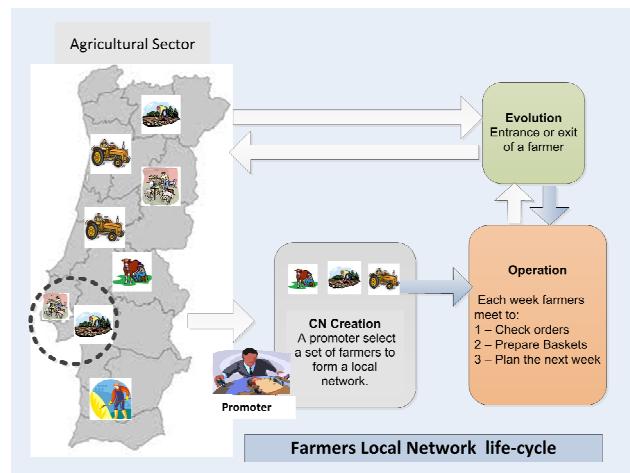 Agricultural Sector
Evolution
Entrance or exit
of a farmer
Operation
Each week farmers
meet to:
1 – Check orders
2 – Prepare Baskets
3 – Plan the next week
CN Creation
A promoter select
a set of farmers to
form a local
network.
Promoter
Farmers Local Network life-cycle